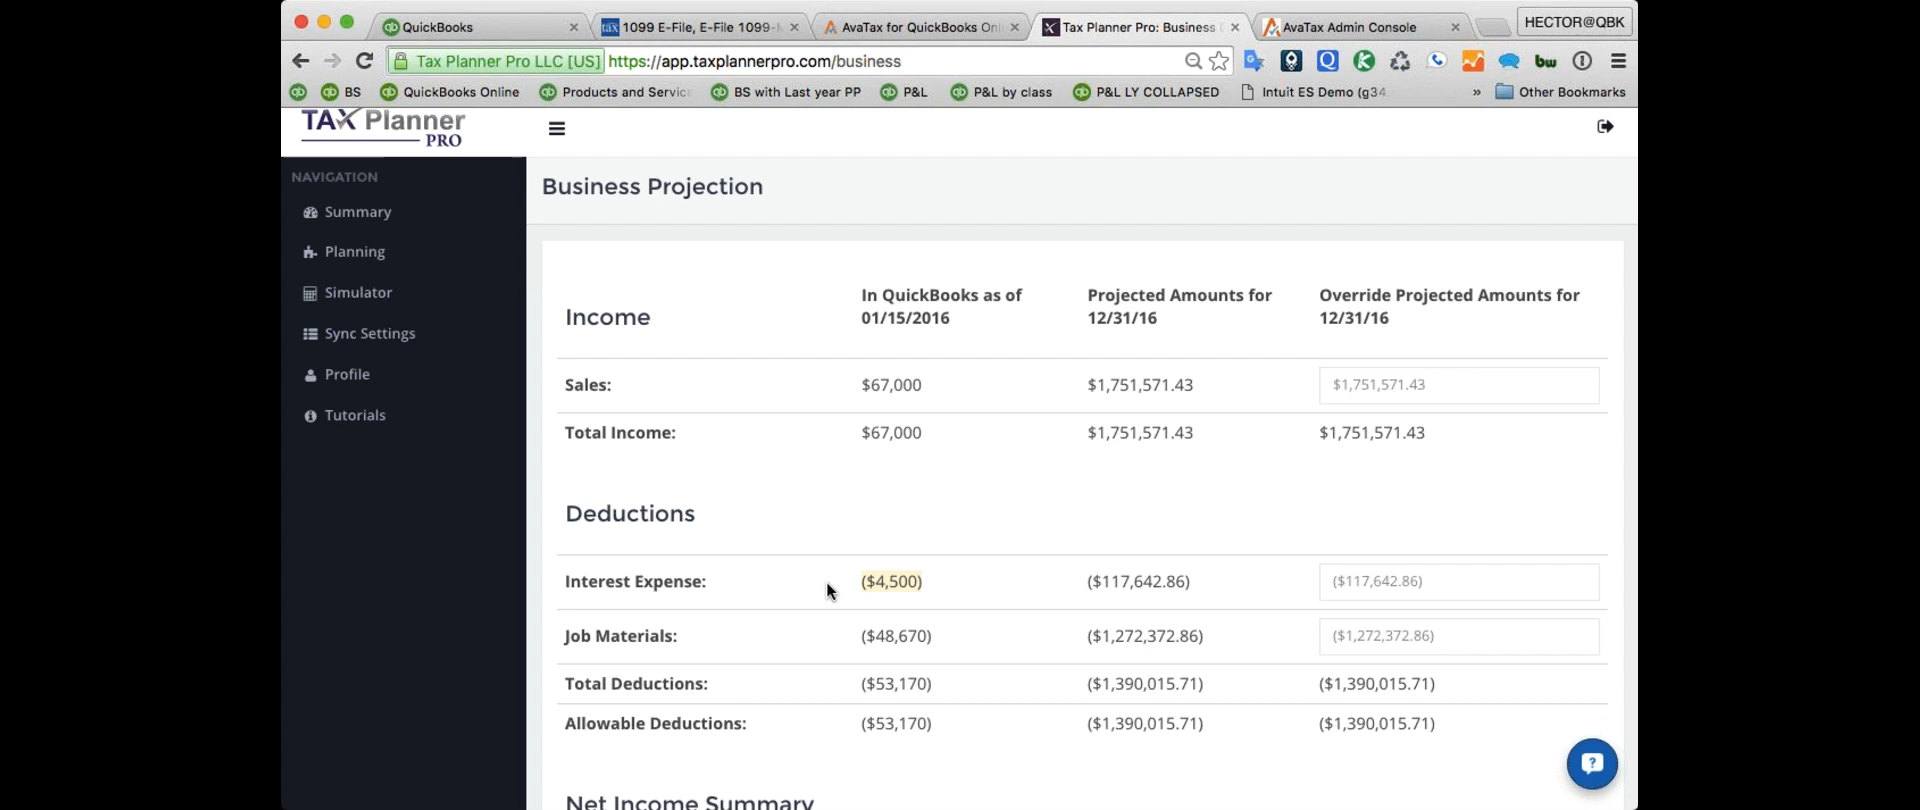 QuickBooks
1099 E-File, E-File 1099-
AvaTax for QuickBooks Onl
Tax Planner Pro: Business
AvaTax Admin Console
HECTOR@QBK
Tax Planner Pro LLC [US]
https://app.taxplannerpro.com/business
BS
QuickBooks Online
Products and Servic
BS with Last year PP
P&L
P&L by class
P&L LY COLLAPSED
Intuit ES Demo (g34
»
Other Bookmarks
TAX Planner
PRO
NAVIGATION
Summary
Planning
Simulator
Sync Settings
Profile
Tutorials
Business Projection
Income
In QuickBooks as of
01/15/2016
Projected Amounts for
12/31/16
Override Projected Amounts for
12/31/16
Sales: $67,000 $1,751,571.43 $1,751,571.43
Total Income: $67,000 $1,751,571.43 $1,751,571.43
Deductions
Interest Expense: ($4,500) ($117,642.86) ($117,642.86)
Job Materials: ($48,670) ($1,272,372.86) ($1,272,372.86)
Total Deductions: ($53,170) ($1,390,015.71) ($1,390,015.71)
Allowable Deductions: ($53,170) ($1,390,015.71) ($1,390,015.71)
Net Income Summary